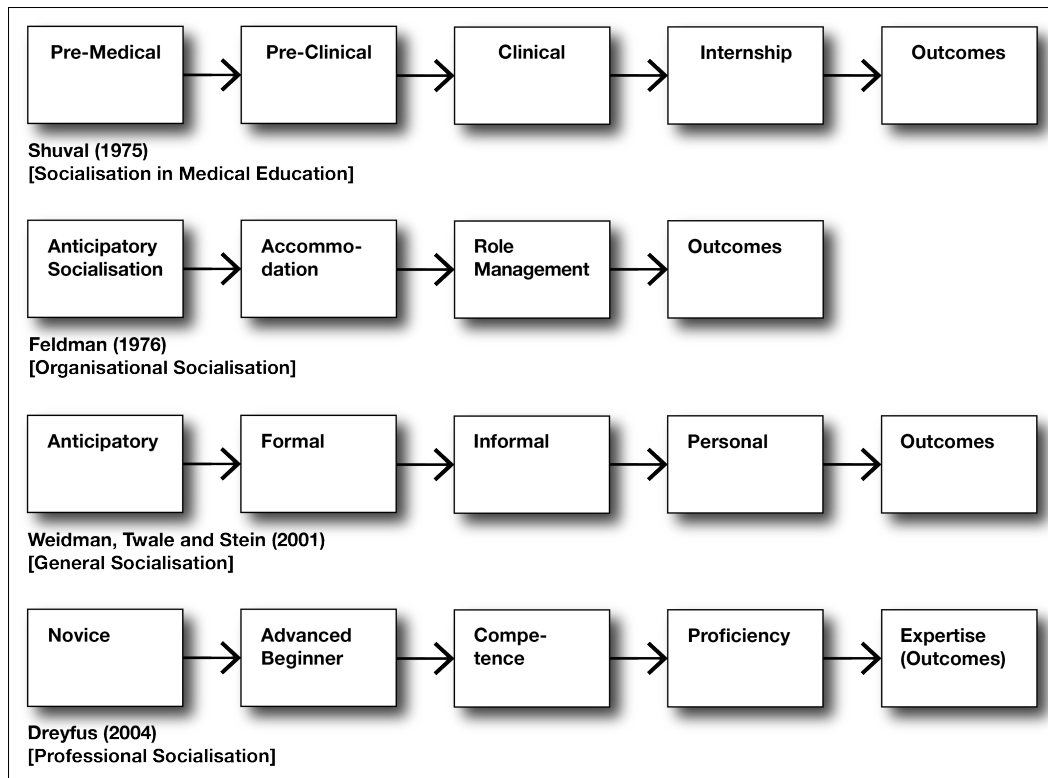 Pre-Medical
Pre-Clinical
Clinical
Internship
Outcomes
Shuval (1975)
[Socialisation in Medical Education]
Anticipatory
Socialisation
Accommo-
dation
Role
Management
Outcomes
Feldman (1976)
[Organisational Socialisation]
Anticipatory
Formal
Informal
Personal
Outcomes
Weidman, Twale and Stein (2001)
[General Socialisation]
Novice
Advanced
Beginner
Compe-
tence
Proficiency
Expertise
(Outcomes)
Dreyfus (2004)
[Professional Socialisation]